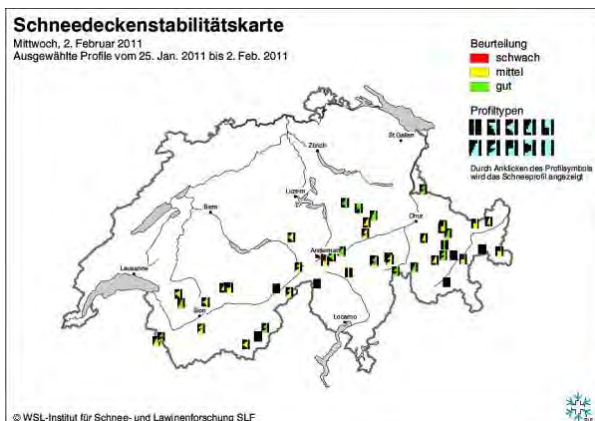 Schneedeckenstabilitätskarte
Mittwoch, 2. Februar 2011
Ausgewählte Profile vom 25. Jan. 2011 bis 2. Feb. 2011
Beurteilung
schwach
mittel
gut
Profiltypen
Durch Anklicken des Profilsymbols
wird das Schneeprofil angezeigt
St.Gallen
Zürich
Luzern
Bern
Chur
Andermatt
Lausanne
Sion
Locarno
© WSL-Institut für Schnee- und Lawinenforschung SLF
SLF